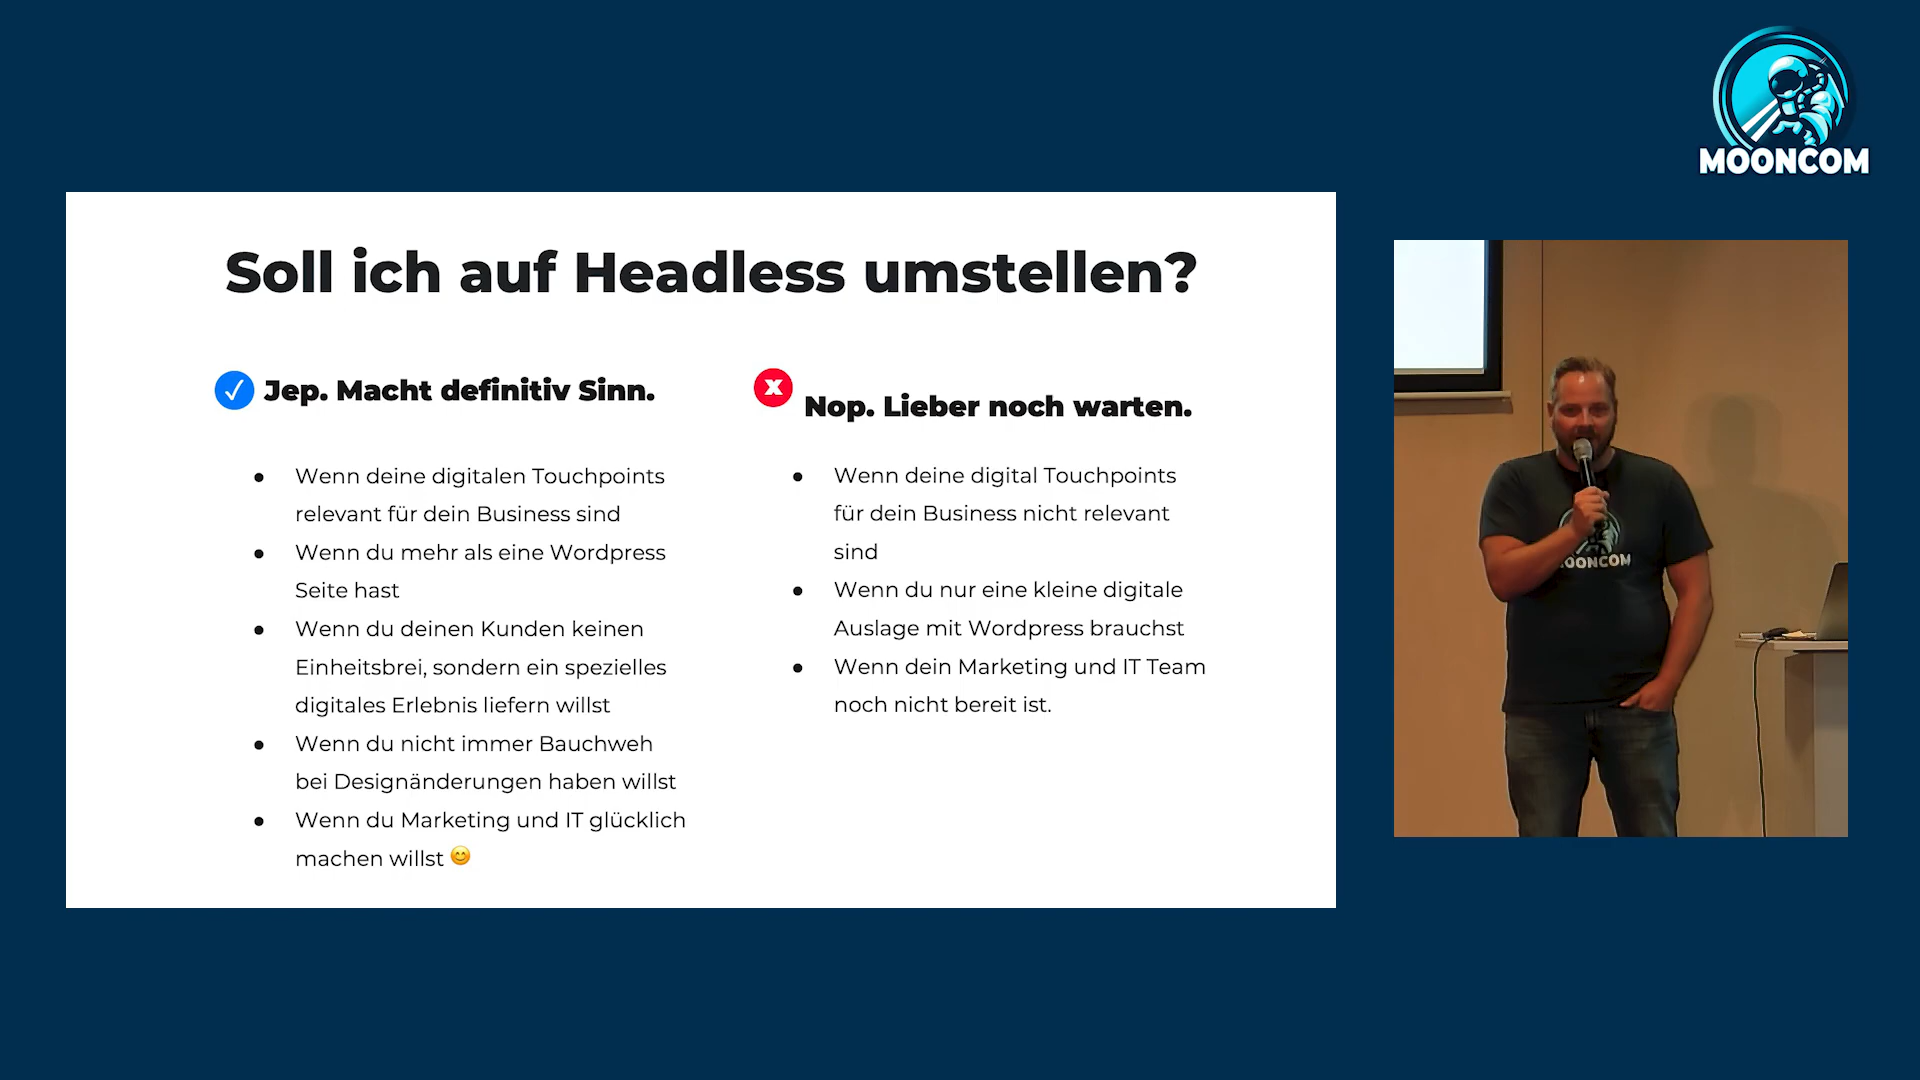 MOONCOM
Soll ich auf Headless umstellen?
Jep. Macht definitiv Sinn.
● Wenn deine digitalen Touchpoints
relevant für dein Business sind
● Wenn du mehr als eine Wordpress
Seite hast
● Wenn du deinen Kunden keinen
Einheitsbrei, sondern ein spezielles
digitales Erlebnis liefern willst
● Wenn du nicht immer Bauchweh
bei Designänderungen haben willst
● Wenn du Marketing und IT glücklich
machen willst 😊
Nop. Lieber noch warten.
● Wenn deine digital Touchpoints
für dein Business nicht relevant
sind
● Wenn du nur eine kleine digitale
Auslage mit Wordpress brauchst
● Wenn dein Marketing und IT Team
noch nicht bereit ist.
MOONCOM